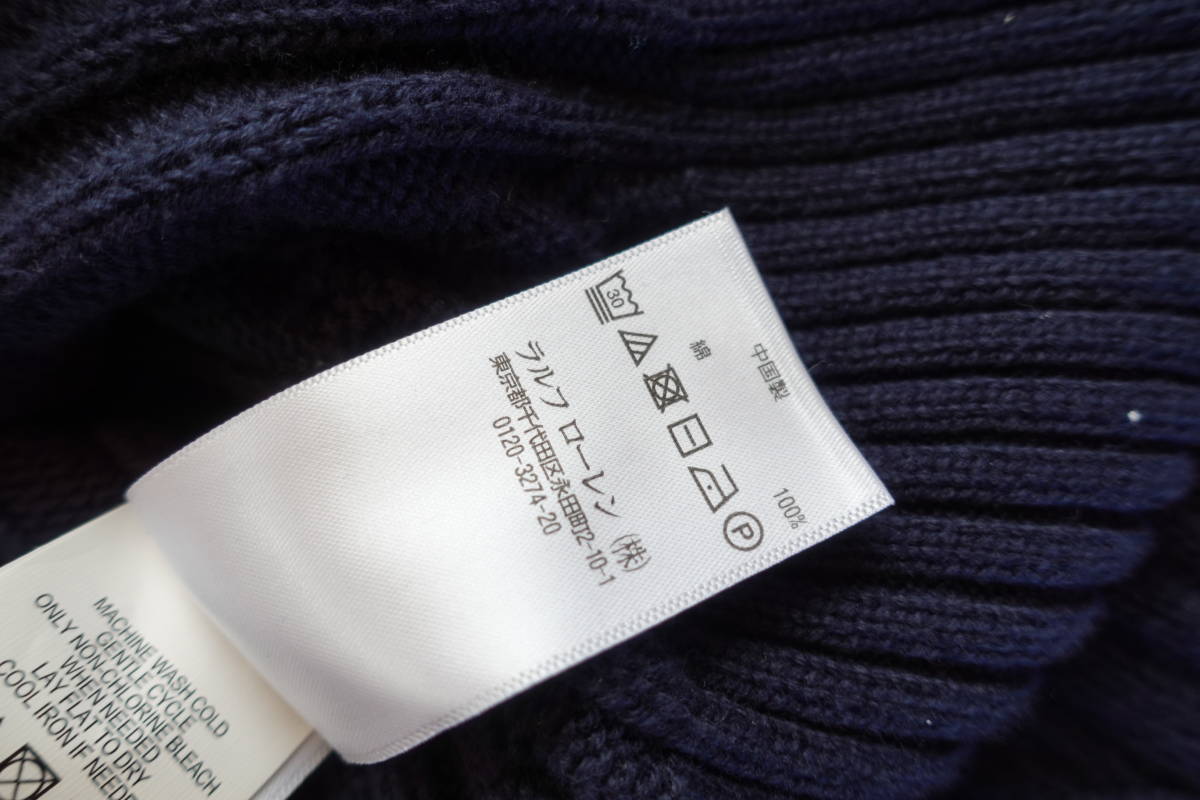 中国製
綿 100%
30
P
ラルフ ローレン (株)
東京都千代田区永田町2-10-1
0120-3274-20
MACHINE WASH COLD
GENTLE CYCLE
ONLY NON-CHLORINE BLEACH
WHEN NEEDED
LAY FLAT TO DRY
COOL IRON IF NEEDED